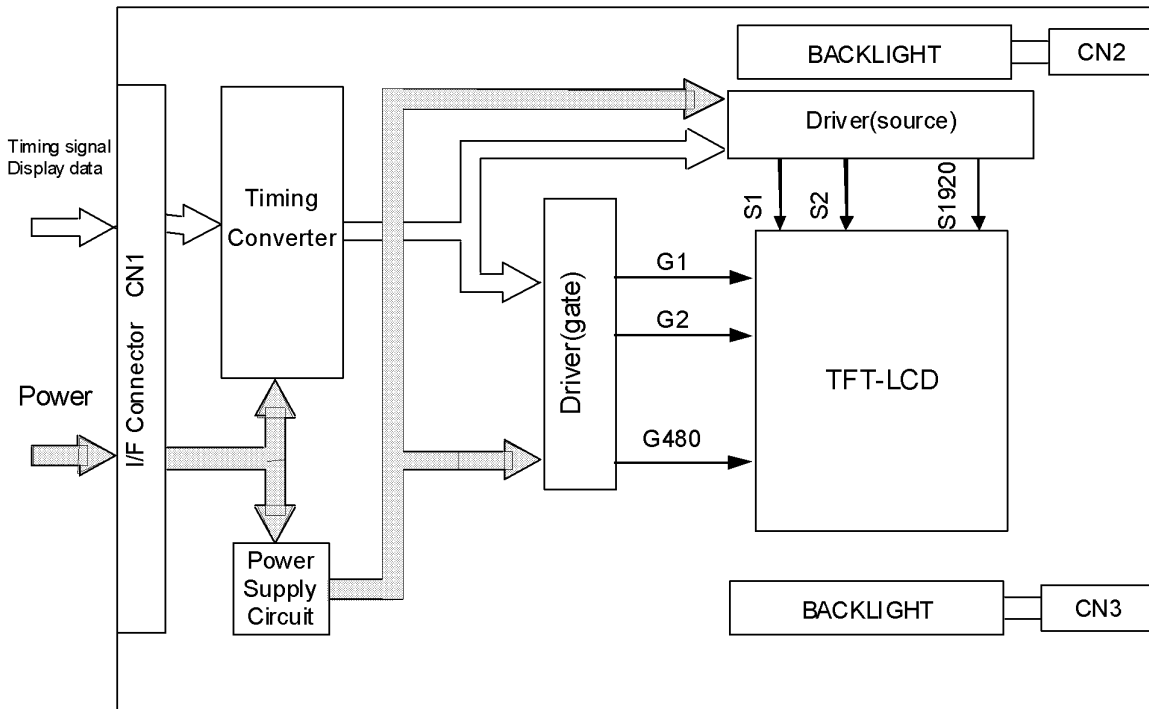 BACKLIGHT
CN2
Driver(source)
Timing signal
Display data
Timing
Converter
S1
S2
S1920
I/F Connector CN1
Driver(gate)
G1
G2
TFT-LCD
Power
G480
Power
Supply
Circuit
BACKLIGHT
CN3